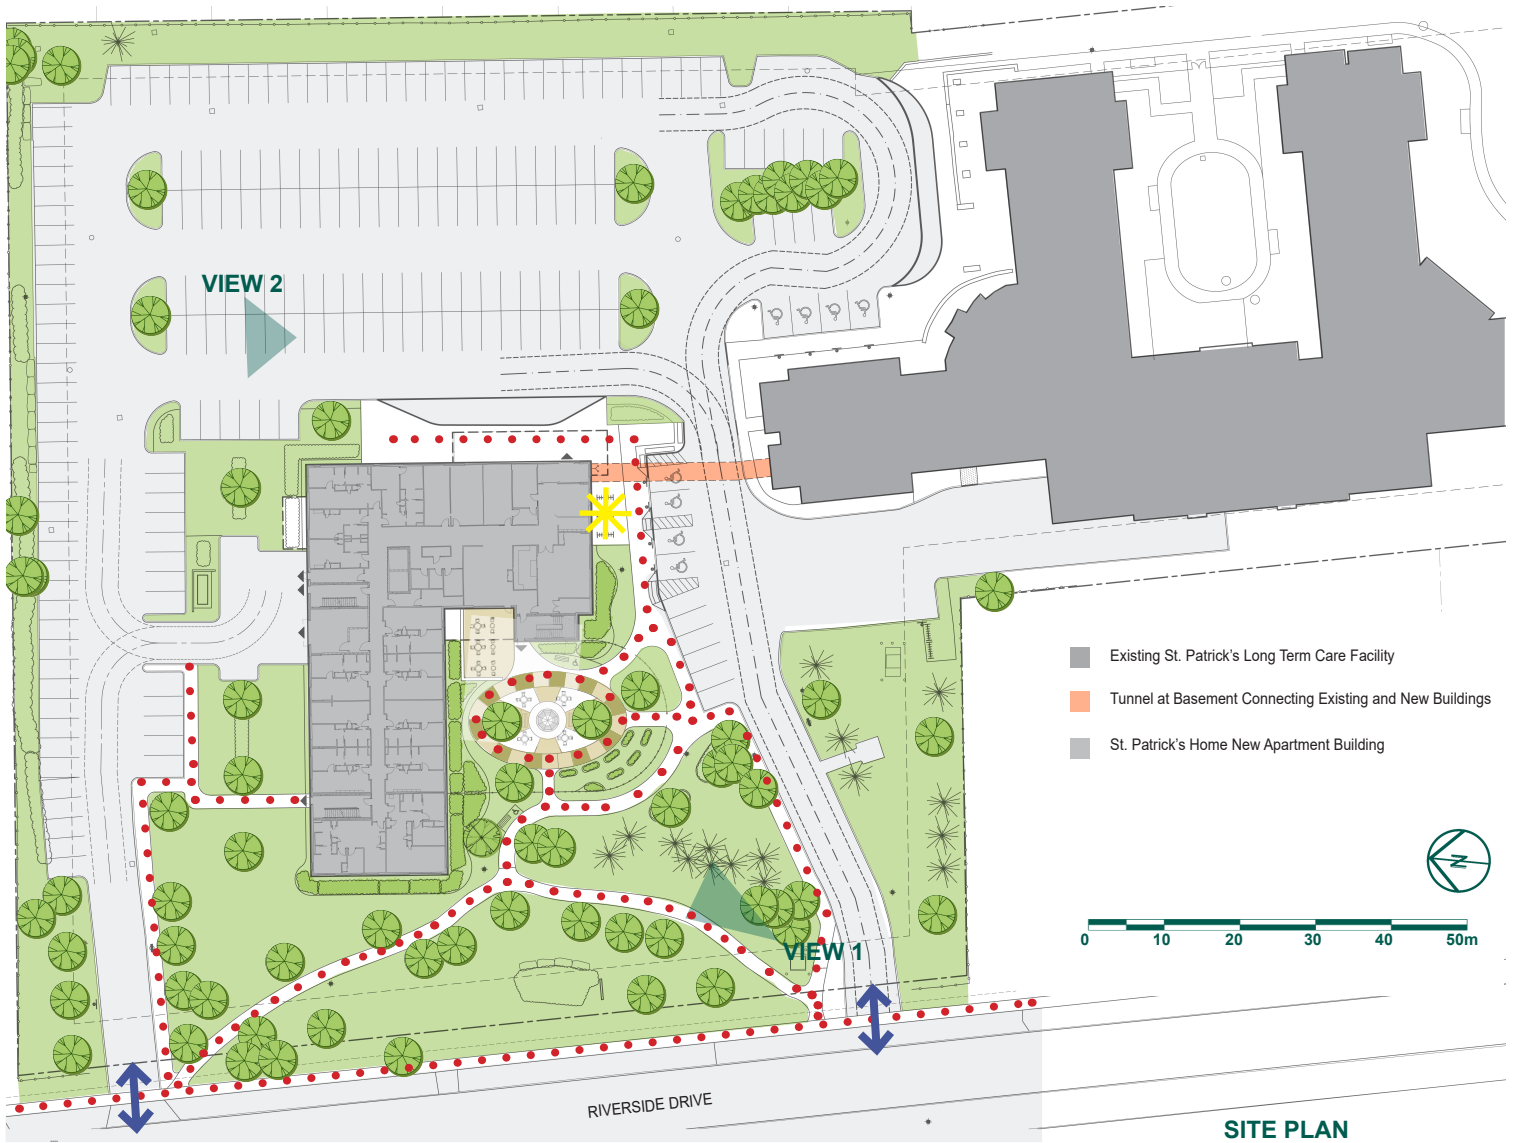 VIEW 2
Existing St. Patrick's Long Term Care Facility
Tunnel at Basement Connecting Existing and New Buildings
St. Patrick's Home New Apartment Building
N
0 10 20 30 40 50m
VIEW 1
RIVERSIDE DRIVE
SITE PLAN